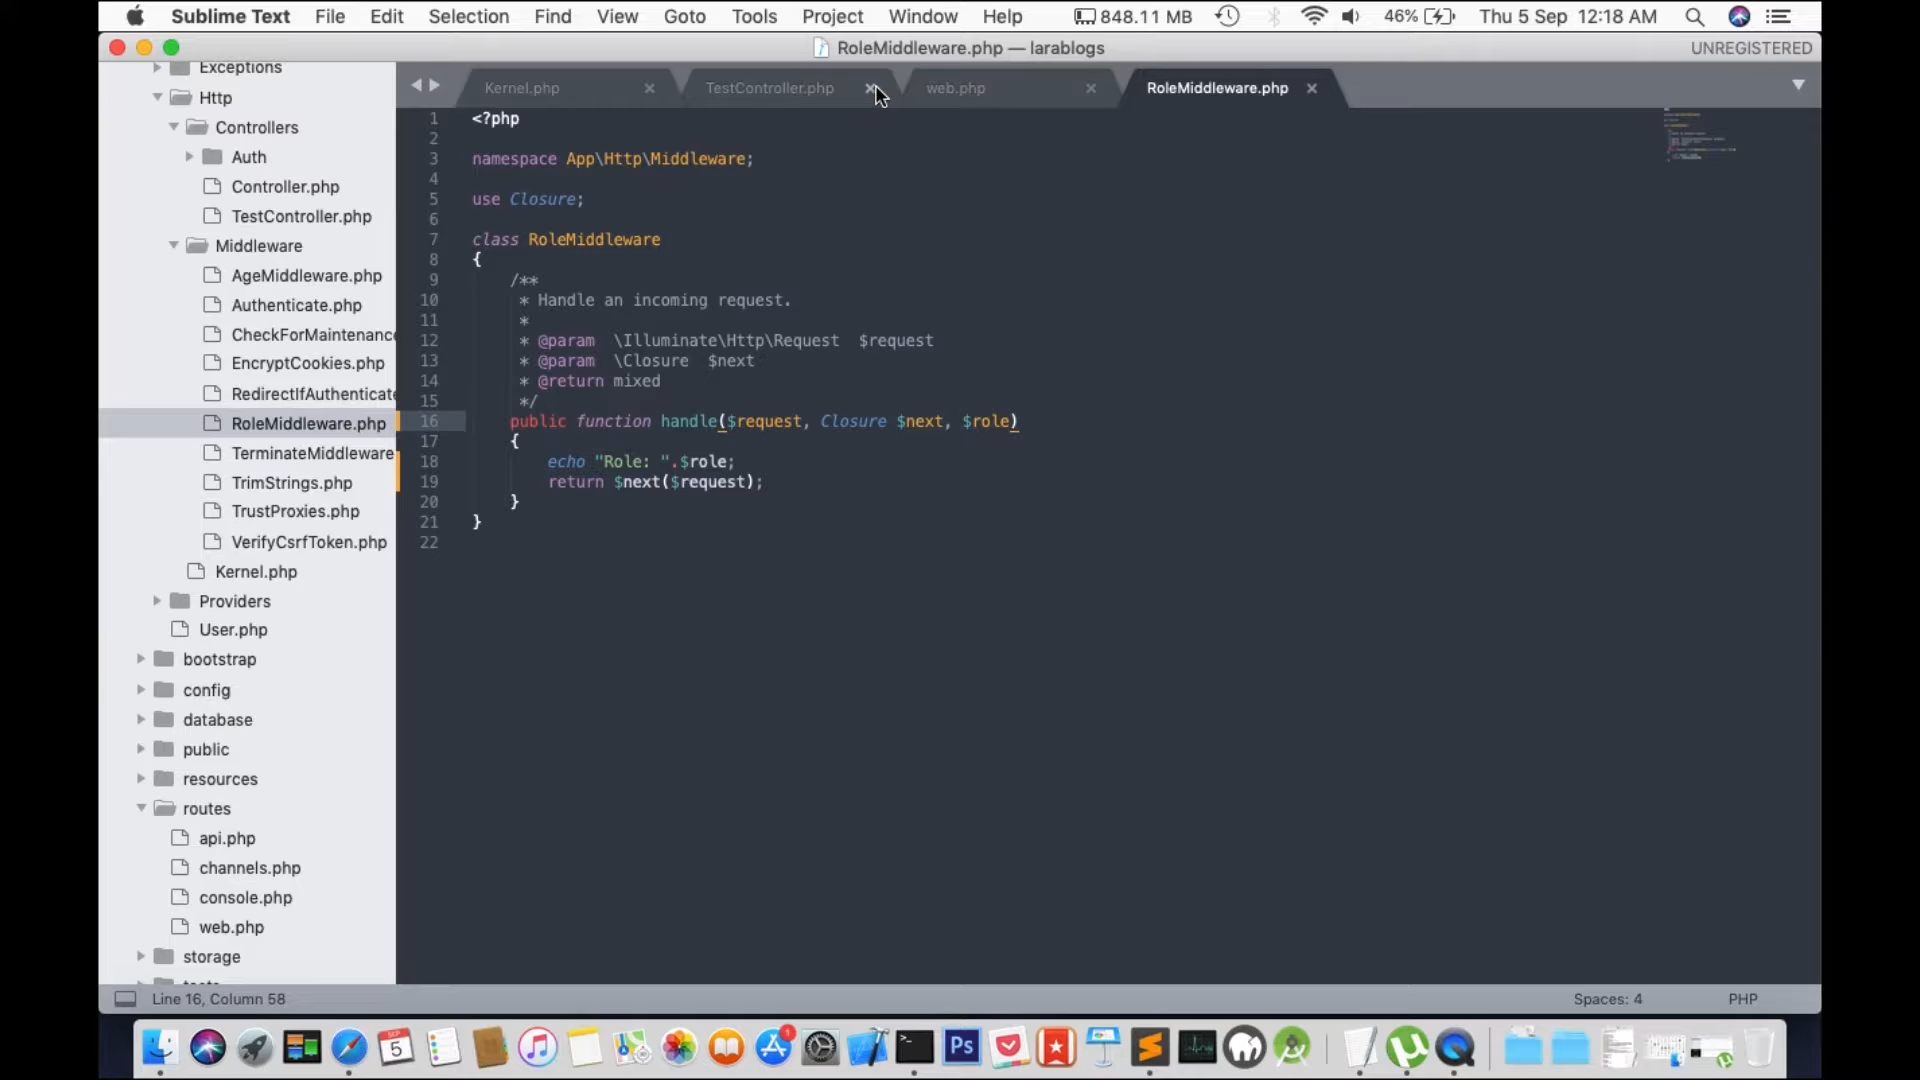 Sublime Text File Edit Selection Find View Goto Tools Project Window Help 848.11 MB 46% Thu 5 Sep 12:18 AM
RoleMiddleware.php — larablogs
UNREGISTERED
Exceptions
Http
Controllers
Auth
Controller.php
TestController.php
Middleware
AgeMiddleware.php
Authenticate.php
CheckForMaintenanc
EncryptCookies.php
RedirectIfAuthenticate
RoleMiddleware.php
TerminateMiddleware
TrimStrings.php
TrustProxies.php
VerifyCsrfToken.php
Kernel.php
Providers
User.php
bootstrap
config
database
public
resources
routes
api.php
channels.php
console.php
web.php
storage
Kernel.php TestController.php web.php RoleMiddleware.php
1 <?php
2
3 namespace App\Http\Middleware;
4
5 use Closure;
6
7 class RoleMiddleware
8 {
9 /**
10 * Handle an incoming request.
11 *
12 * @param \Illuminate\Http\Request $request
13 * @param \Closure $next
14 * @return mixed
15 */
16 public function handle($request, Closure $next, $role)
17 {
18 echo "Role: ".$role;
19 return $next($request);
20 }
21 }
22
Line 16, Column 58
Spaces: 4
PHP
SEP
5
1
Ps